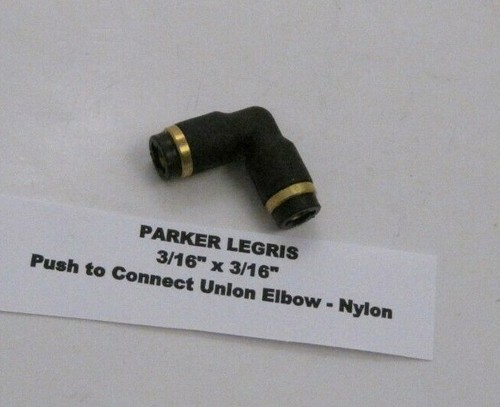 PARKER LEGRIS
3/16" x 3/16"
Push to Connect Union Elbow - Nylon